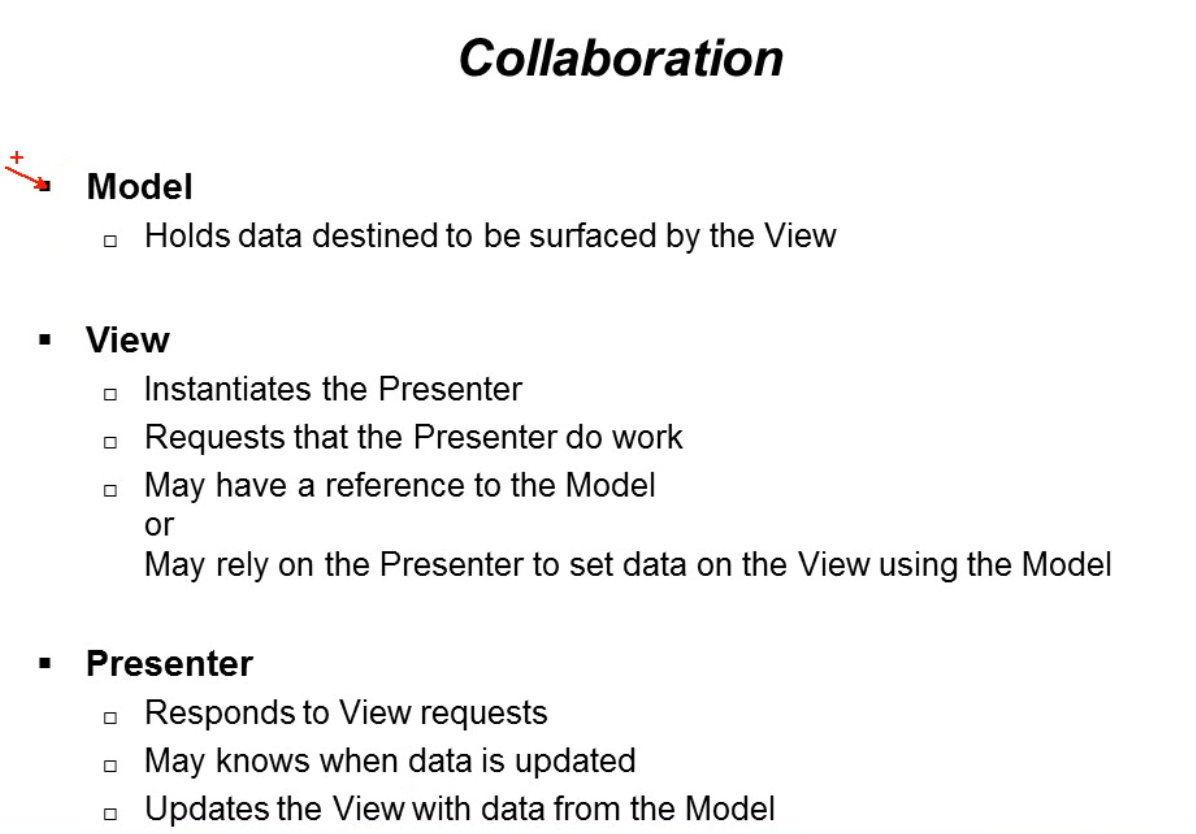 Collaboration
Model
Holds data destined to be surfaced by the View
View
Instantiates the Presenter
Requests that the Presenter do work
May have a reference to the Model
or
May rely on the Presenter to set data on the View using the Model
Presenter
Responds to View requests
May knows when data is updated
Updates the View with data from the Model